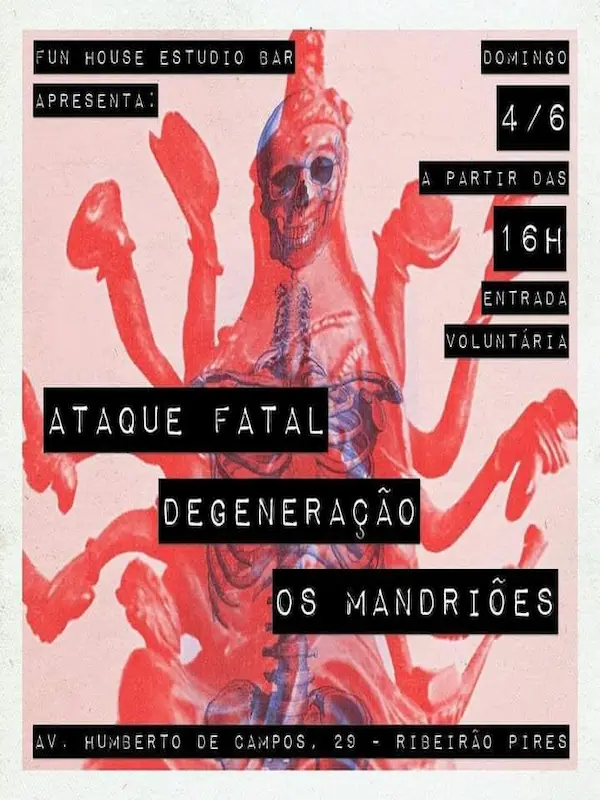 FUN HOUSE ESTUDIO BAR
APRESENTA:
DOMINGO
4/6
A PARTIR DAS
16H
ENTRADA
VOLUNTÁRIA
ATAQUE FATAL
DEGENERAÇÃO
OS MANDRIÕES
AV. HUMBERTO DE CAMPOS, 29 - RIBEIRÃO PIRES